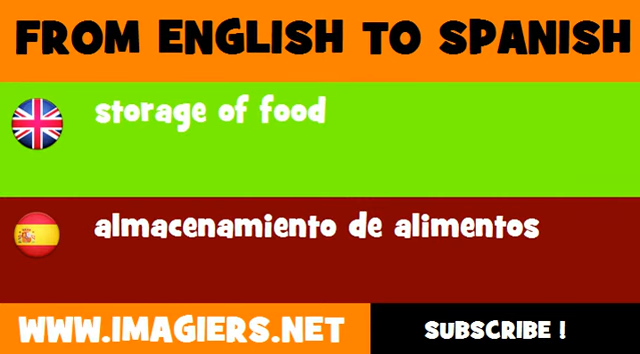 FROM ENGLISH TO SPANISH
storage of food
almacenamiento de alimentos
WWW.IMAGIERS.NET
SUBSCRIBE !